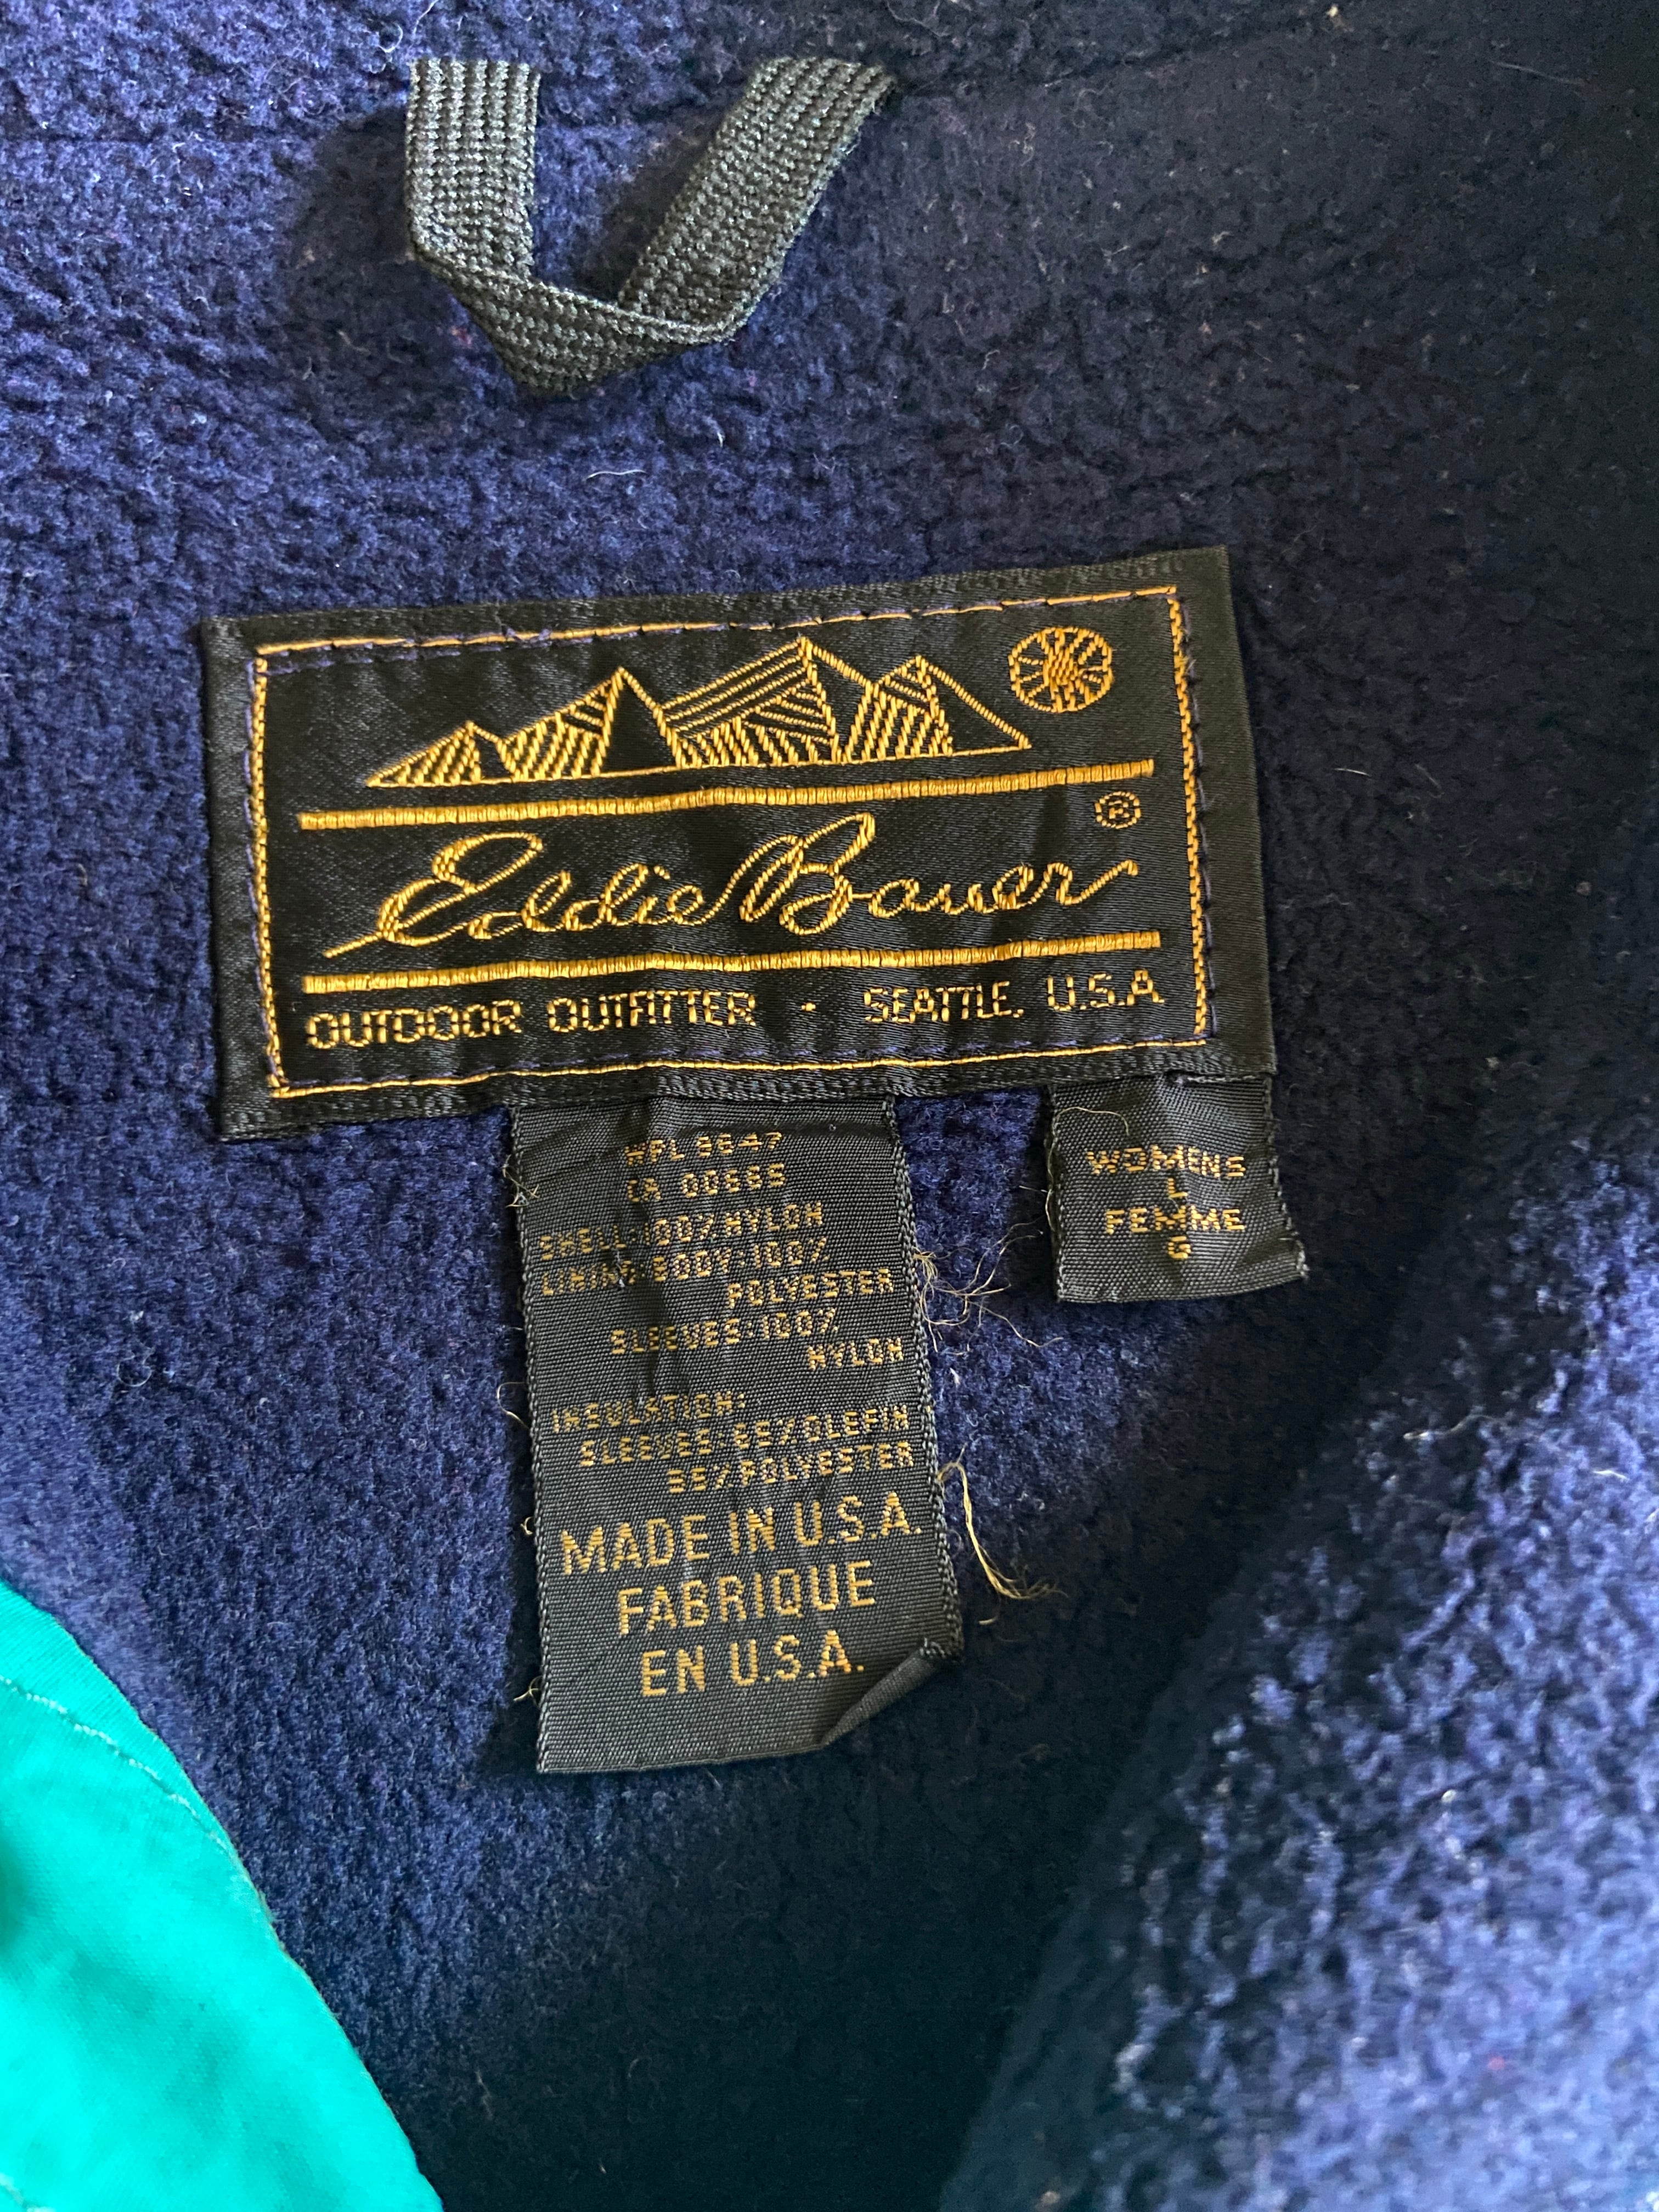 ®
Eddie Bauer
OUTDOOR OUTFITTER · SEATTLE, U.S.A
WPL 9647
CA 00665
SHELL:100% NYLON
LINING-BODY:100%
POLYESTER
SLEEVES:100%
NYLON
INSULATION:
SLEEVES:65% OLEFIN
35% POLYESTER
MADE IN U.S.A.
FABRIQUE
EN U.S.A.
WOMENS
L
FEMME
G